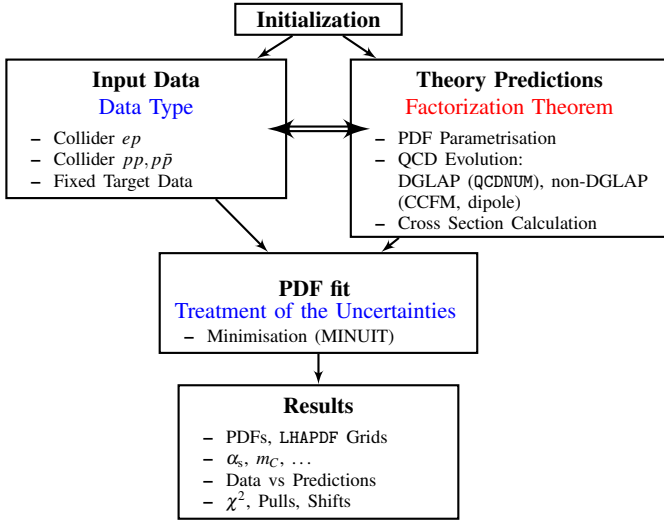 Initialization
Input Data
Data Type
– Collider ep
– Collider pp, pp̄
– Fixed Target Data
Theory Predictions
Factorization Theorem
– PDF Parametrisation
– QCD Evolution:
DGLAP (QCDNUM), non-DGLAP
(CCFM, dipole)
– Cross Section Calculation
PDF fit
Treatment of the Uncertainties
– Minimisation (MINUIT)
Results
– PDFs, LHAPDF Grids
– αs, mC, ...
– Data vs Predictions
– χ², Pulls, Shifts